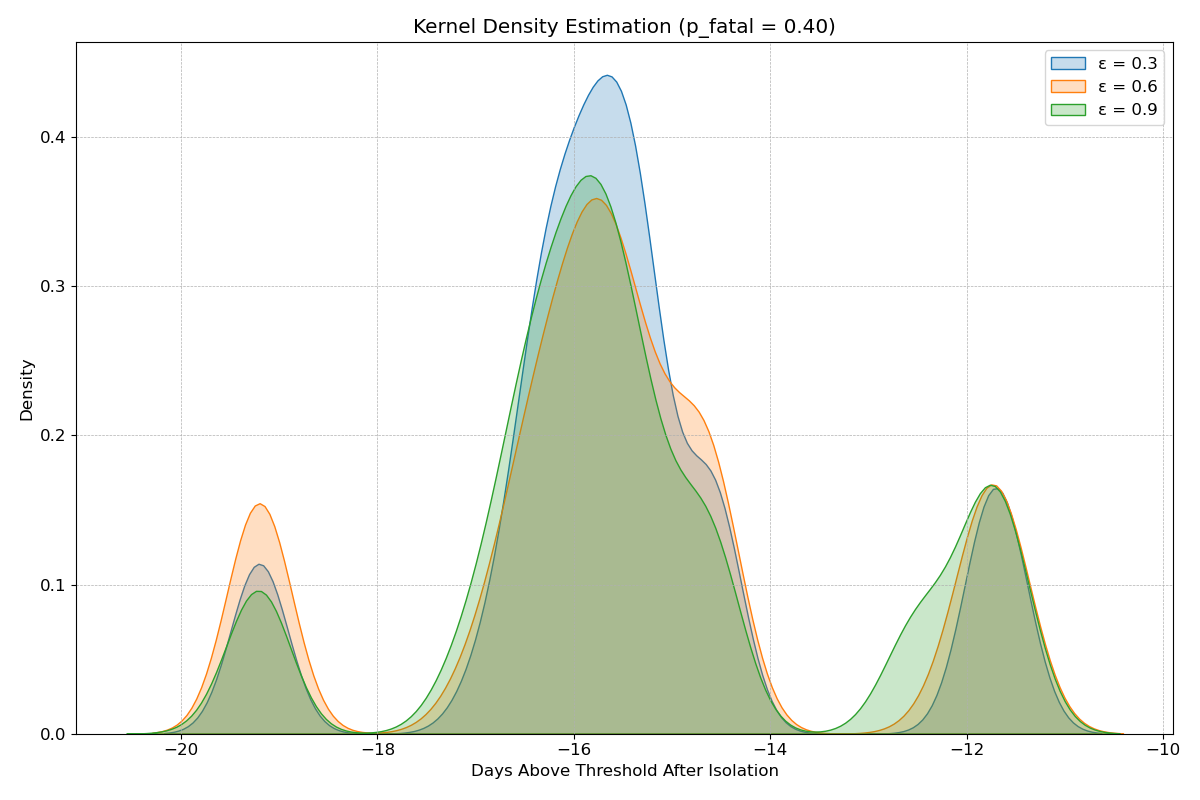 Kernel Density Estimation (p_fatal = 0.40)
ε = 0.3
ε = 0.6
ε = 0.9
Density
0.4
0.3
0.2
0.1
0.0
−20 −18 −16 −14 −12 −10
Days Above Threshold After Isolation